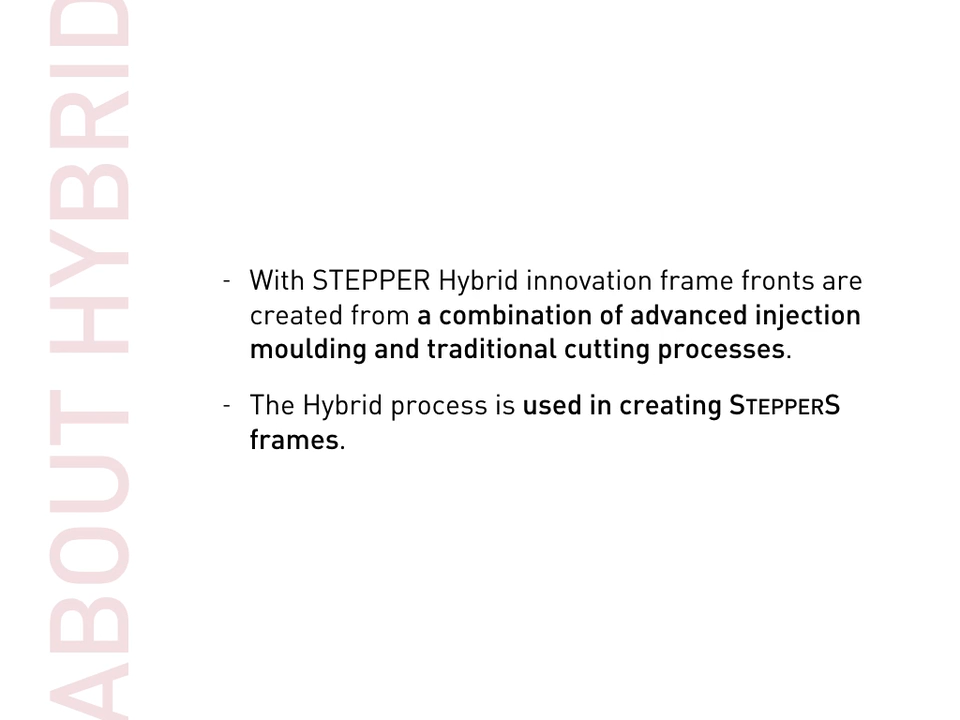 ABOUT HYBRID
- With STEPPER Hybrid innovation frame fronts are
created from a combination of advanced injection
moulding and traditional cutting processes.
- The Hybrid process is used in creating STEPPERS
frames.